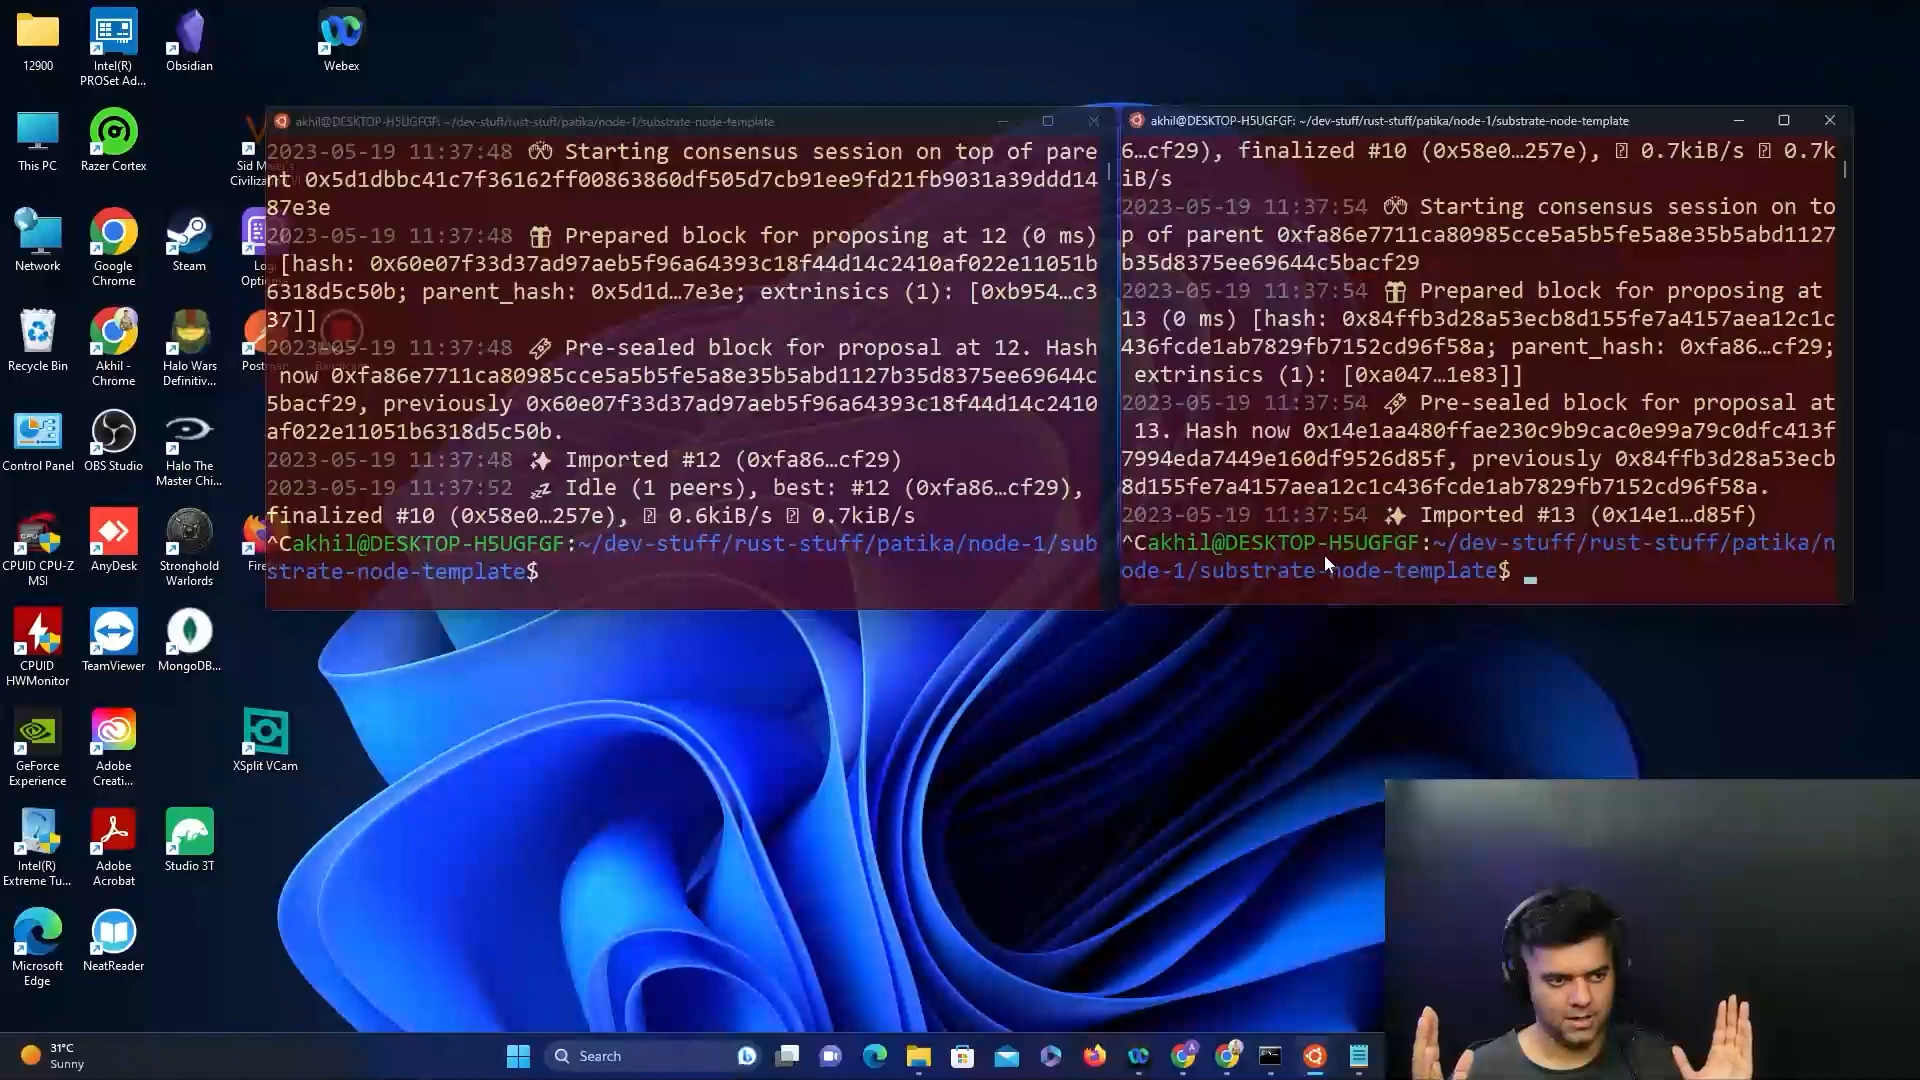 12900
Intel(R)
PROSet Ad...
Obsidian
Webex
This PC
Razer Cortex
Sid Meier's
Network
Google
Chrome
Steam
Recycle Bin
Akhil -
Chrome
Halo Wars
Definitiv...
Control Panel
OBS Studio
Halo The
Master Chi...
CPUID CPU-Z
MSI
AnyDesk
Stronghold
Warlords
CPUID
HWMonitor
TeamViewer
MongoDB...
GeForce
Experience
Adobe
Creati...
XSplit VCam
Intel(R)
Extreme Tu...
Adobe
Acrobat
Studio 3T
Microsoft
Edge
NeatReader
akhil@DESKTOP-H5UGFGF: ~/dev-stuff/rust-stuff/patika/node-1/substrate-node-template
2023-05-19 11:37:48 Starting consensus session on top of pare
nt 0x5d1dbbc41c7f36162ff00863860df505d7cb91ee9fd21fb9031a39ddd14
87e3e
2023-05-19 11:37:48 🎁 Prepared block for proposing at 12 (0 ms)
[hash: 0x60e07f33d37ad97aeb5f96a64393c18f44d14c2410af022e11051b
6318d5c50b; parent_hash: 0x5d1d…7e3e; extrinsics (1): [0xb954…c3
37]]
2023-05-19 11:37:48 Pre-sealed block for proposal at 12. Hash
now 0xfa86e7711ca80985cce5a5b5fe5a8e35b5abd1127b35d8375ee69644c
5bacf29, previously 0x60e07f33d37ad97aeb5f96a64393c18f44d14c2410
af022e11051b6318d5c50b.
2023-05-19 11:37:48 ✨ Imported #12 (0xfa86…cf29)
2023-05-19 11:37:52 💤 Idle (1 peers), best: #12 (0xfa86…cf29),
finalized #10 (0x58e0…257e), 0.6kiB/s 0.7kiB/s
^Cakhil@DESKTOP-H5UGFGF:~/dev-stuff/rust-stuff/patika/node-1/sub
strate-node-template$
akhil@DESKTOP-H5UGFGF: ~/dev-stuff/rust-stuff/patika/node-1/substrate-node-template
6…cf29), finalized #10 (0x58e0…257e), 0.7kiB/s 0.7k
iB/s
2023-05-19 11:37:54 Starting consensus session on to
p of parent 0xfa86e7711ca80985cce5a5b5fe5a8e35b5abd1127
b35d8375ee69644c5bacf29
2023-05-19 11:37:54 🎁 Prepared block for proposing at
13 (0 ms) [hash: 0x84ffb3d28a53ecb8d155fe7a4157aea12c1c
436fcde1ab7829fb7152cd96f58a; parent_hash: 0xfa86…cf29;
extrinsics (1): [0xa047…1e83]]
2023-05-19 11:37:54 Pre-sealed block for proposal at
13. Hash now 0x14e1aa480ffae230c9b9cac0e99a79c0dfc413f
7994eda7449e160df9526d85f, previously 0x84ffb3d28a53ecb
8d155fe7a4157aea12c1c436fcde1ab7829fb7152cd96f58a.
2023-05-19 11:37:54 ✨ Imported #13 (0x14e1…d85f)
^Cakhil@DESKTOP-H5UGFGF:~/dev-stuff/rust-stuff/patika/n
ode-1/substrate-node-template$
31°C
Sunny
Search